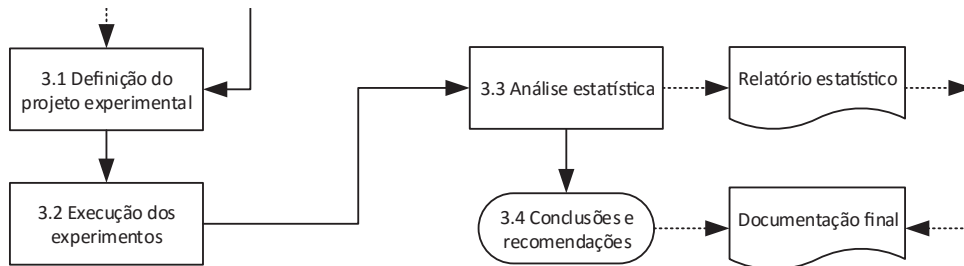 3.1 Definição do
projeto experimental
3.2 Execução dos
experimentos
3.3 Análise estatística
Relatório estatístico
3.4 Conclusões e
recomendações
Documentação final